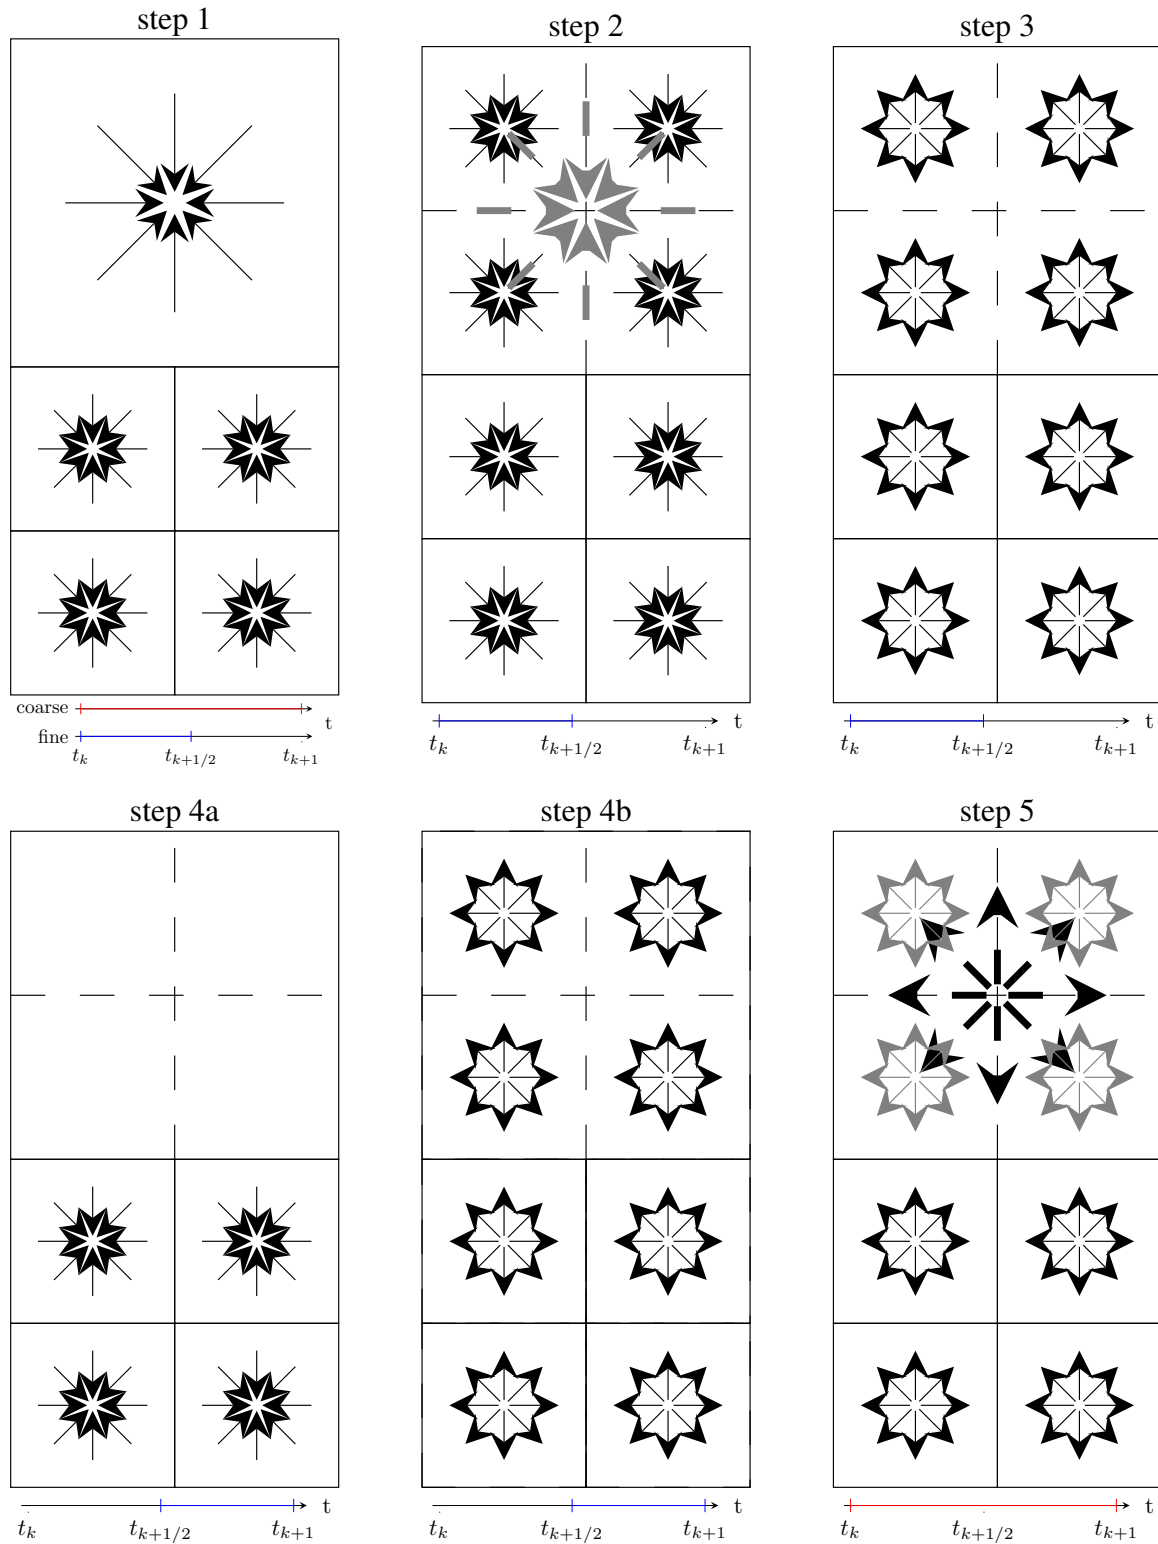 step 1
step 2
step 3
coarse
t
fine
t_k t_{k+1/2} t_{k+1}
t
t_k t_{k+1/2} t_{k+1}
t
t_k t_{k+1/2} t_{k+1}
step 4a
step 4b
step 5
t
t_k t_{k+1/2} t_{k+1}
t
t_k t_{k+1/2} t_{k+1}
t
t_k t_{k+1/2} t_{k+1}